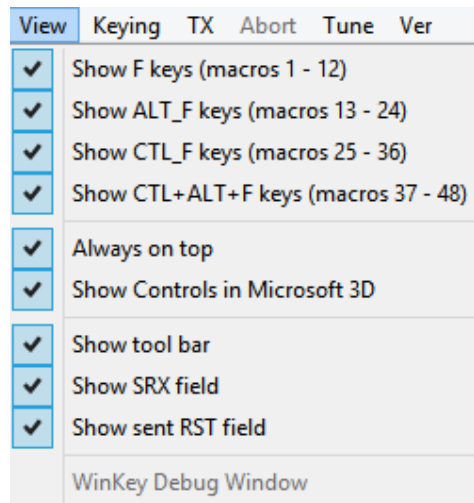 View Keying TX Abort Tune Ver
Show F keys (macros 1 - 12)
Show ALT_F keys (macros 13 - 24)
Show CTL_F keys (macros 25 - 36)
Show CTL+ALT+F keys (macros 37 - 48)
Always on top
Show Controls in Microsoft 3D
Show tool bar
Show SRX field
Show sent RST field
WinKey Debug Window